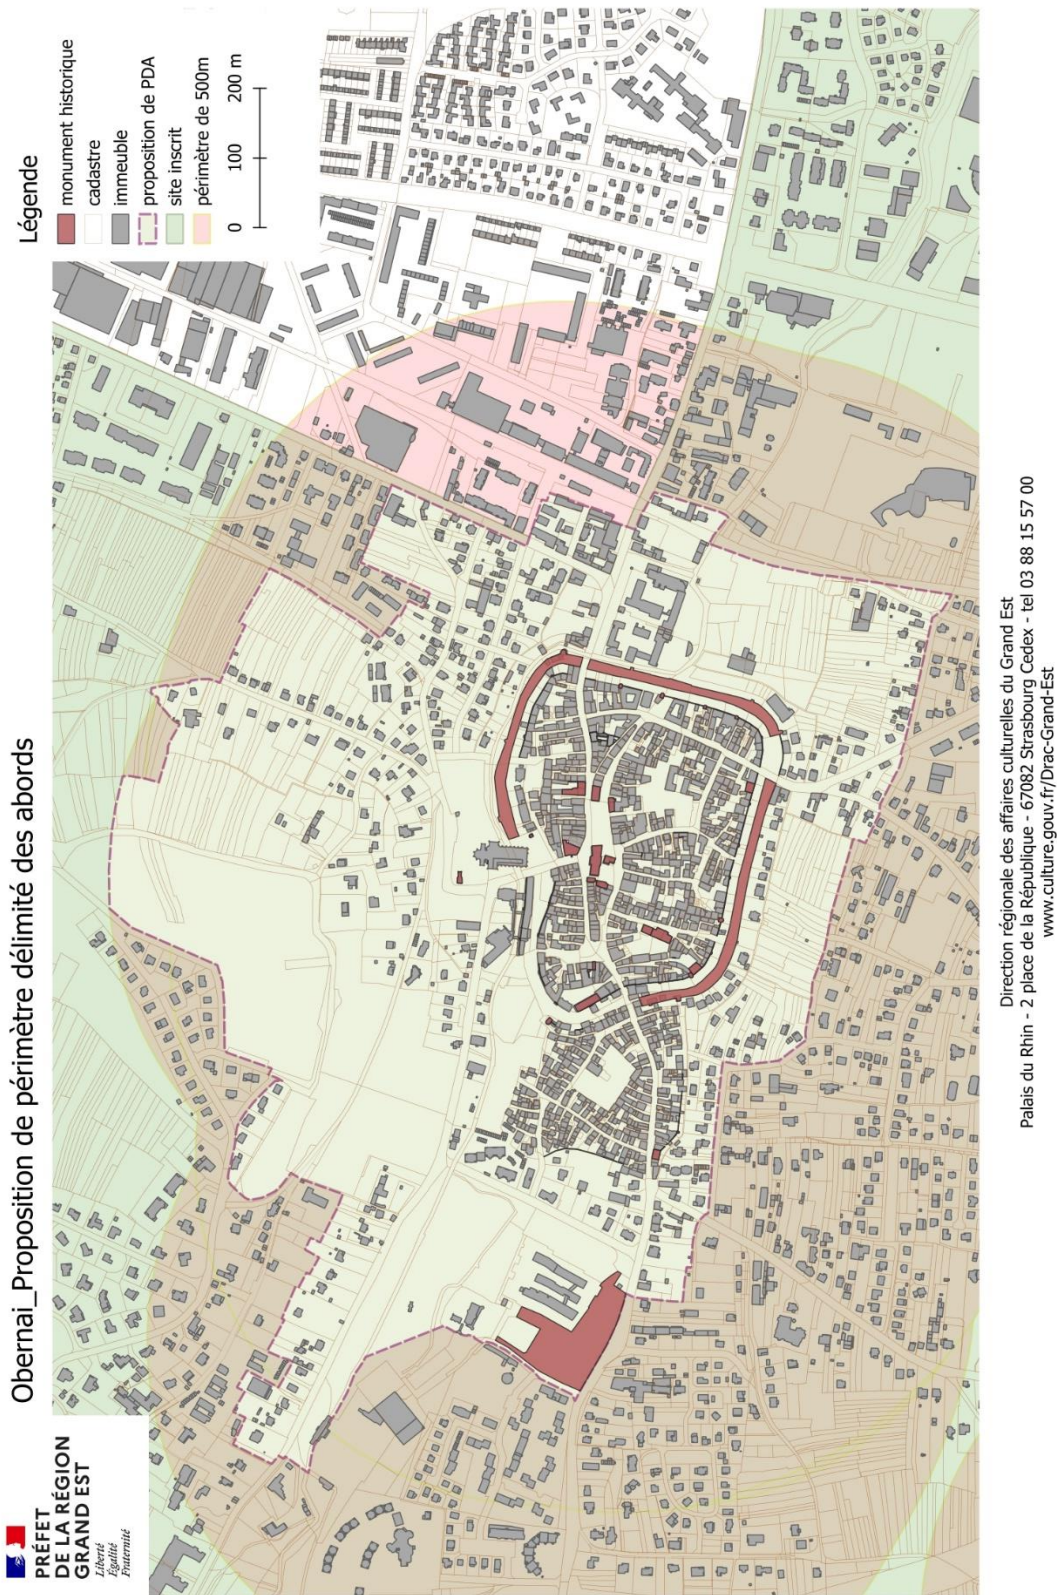 PRÉFET
DE LA RÉGION
GRAND EST
Liberté
Égalité
Fraternité
Obernai_Proposition de périmètre délimité des abords
Légende
monument historique
cadastre
immeuble
proposition de PDA
site inscrit
périmètre de 500m
0 100 200 m
Direction régionale des affaires culturelles du Grand Est
Palais du Rhin - 2 place de la République - 67082 Strasbourg Cedex - tel 03 88 15 57 00
www.culture.gouv.fr/Drac-Grand-Est